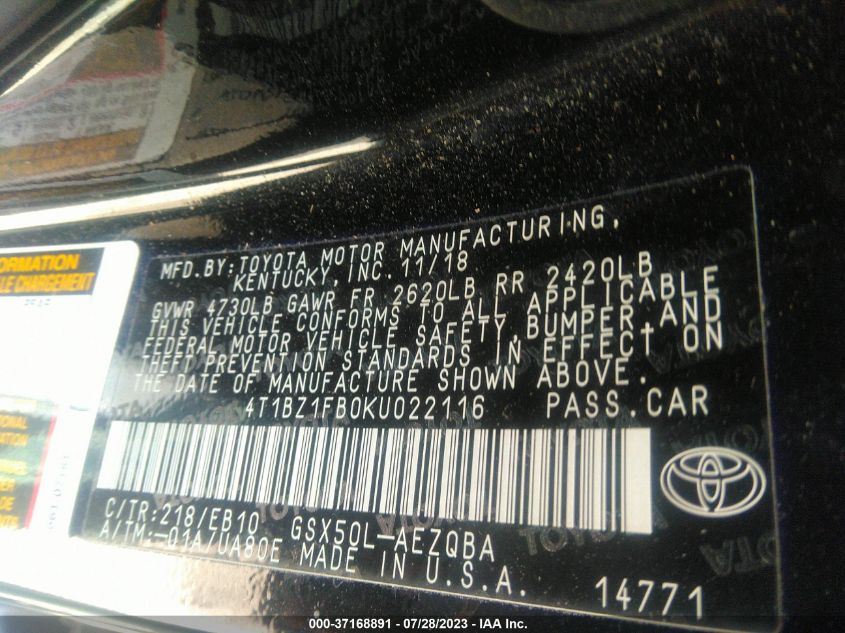 ORMATION
LE CHARGEMENT
MFD.BY:TOYOTA MOTOR MANUFACTURING,
KENTUCKY, INC. 11/18
GVWR 4730LB GAWR FR 2620LB RR 2420LB
THIS VEHICLE CONFORMS TO ALL APPLICABLE
FEDERAL MOTOR VEHICLE SAFETY,BUMPER,AND
THEFT PREVENTION STANDARDS IN EFFECT ON
THE DATE OF MANUFACTURE SHOWN ABOVE.
4T1BZ1FB0KU022116 PASS.CAR
C/TR:218/EB10 GSX50L-AEZQBA
A/TM:-01A/UA80E MADE IN U.S.A.
14771
000-37168891 / 07/28/2023 - IAA Inc.